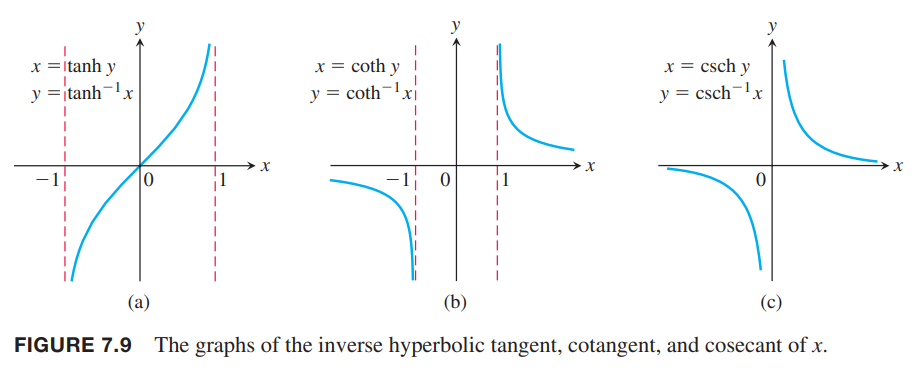 y
x = tanh y
y = tanh⁻¹x
x
−1
0
1
(a)
y
x = coth y
y = coth⁻¹x
x
−1
0
1
(b)
y
x = csch y
y = csch⁻¹x
x
0
(c)
FIGURE 7.9 The graphs of the inverse hyperbolic tangent, cotangent, and cosecant of x.